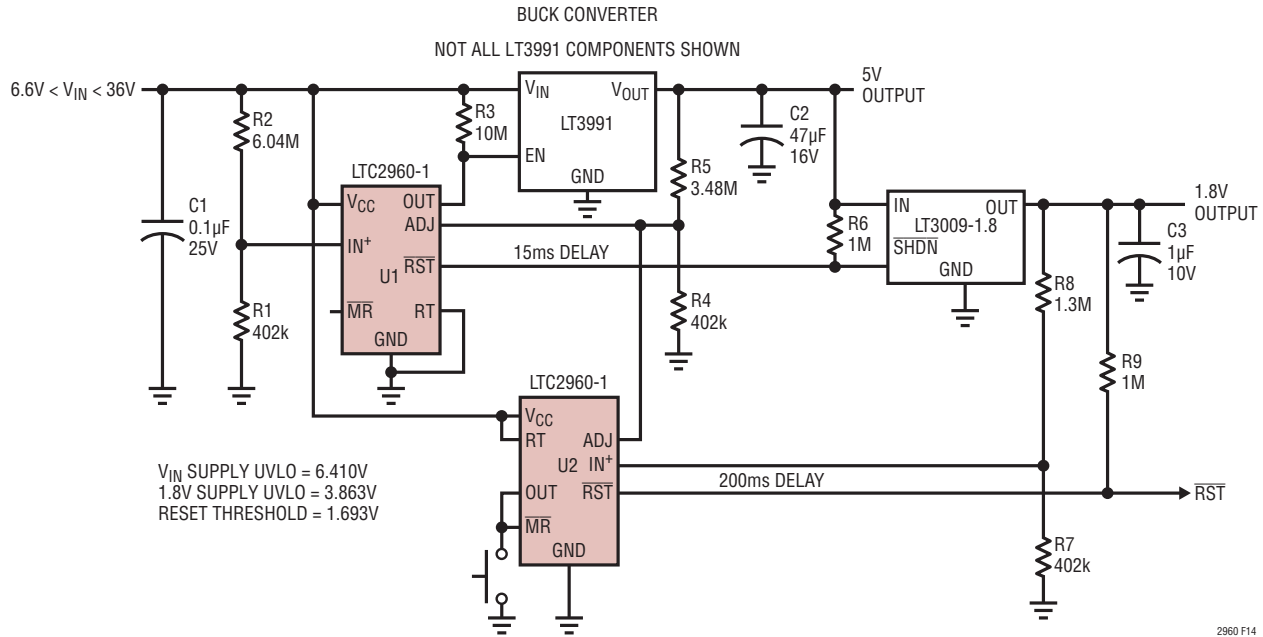 BUCK CONVERTER
NOT ALL LT3991 COMPONENTS SHOWN
6.6V < VIN < 36V
VIN
VOUT
LT3991
EN
GND
5V
OUTPUT
R2
6.04M
R3
10M
C2
47µF
16V
R5
3.48M
LTC2960-1
VCC
OUT
ADJ
IN+
RST
U1
MR
RT
GND
C1
0.1µF
25V
R1
402k
15ms DELAY
R6
1M
R4
402k
IN
OUT
LT3009-1.8
SHDN
GND
1.8V
OUTPUT
C3
1µF
10V
R8
1.3M
R9
1M
LTC2960-1
VCC
RT
ADJ
U2
IN+
OUT
RST
MR
GND
200ms DELAY
RST
R7
402k
VIN SUPPLY UVLO = 6.410V
1.8V SUPPLY UVLO = 3.863V
RESET THRESHOLD = 1.693V
2960 F14